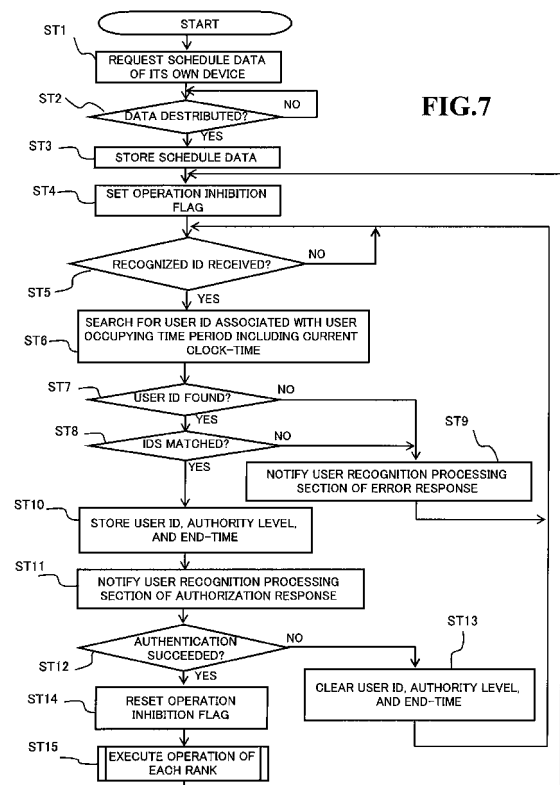 START
ST1
REQUEST SCHEDULE DATA
OF ITS OWN DEVICE
ST2
NO
DATA DESTRIBUTED?
FIG.7
YES
ST3
STORE SCHEDULE DATA
ST4
SET OPERATION INHIBITION
FLAG
NO
RECOGNIZED ID RECEIVED?
ST5
YES
SEARCH FOR USER ID ASSOCIATED WITH USER
OCCUPYING TIME PERIOD INCLUDING CURRENT
CLOCK-TIME
ST6
ST7
NO
USER ID FOUND?
YES
ST8
NO
IDS MATCHED?
YES
ST9
NOTIFY USER RECOGNITION PROCESSING
SECTION OF ERROR RESPONSE
ST10
STORE USER ID, AUTHORITY LEVEL,
AND END-TIME
ST11
NOTIFY USER RECOGNITION PROCESSING
SECTION OF AUTHORIZATION RESPONSE
ST13
NO
AUTHENTICATION
SUCCEEDED?
ST12
YES
CLEAR USER ID, AUTHORITY LEVEL,
AND END-TIME
ST14
RESET OPERATION
INHIBITION FLAG
ST15
EXECUTE OPERATION OF
EACH RANK